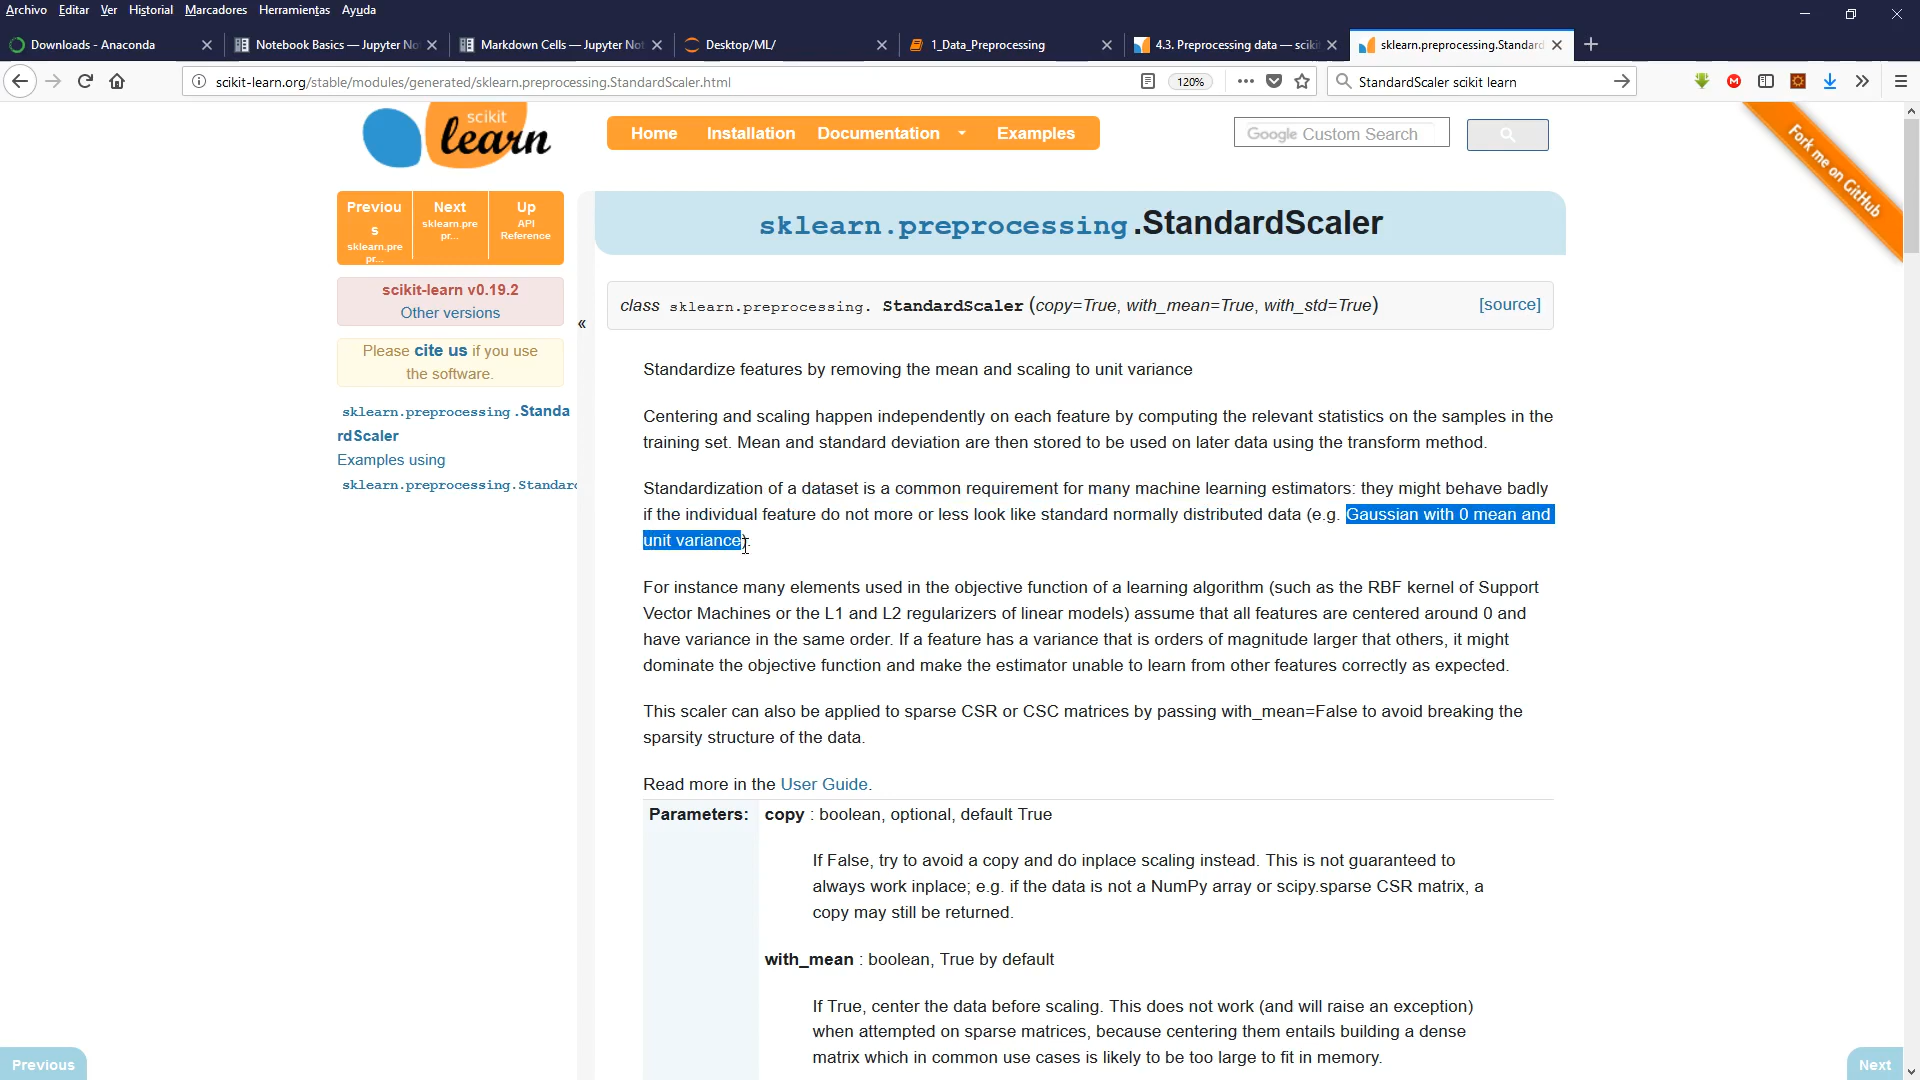 Archivo Editar Ver Historial Marcadores Herramientas Ayuda
Downloads - Anaconda
Notebook Basics — Jupyter No
Markdown Cells — Jupyter Not
Desktop/ML/
1_Data_Preprocessing
4.3. Preprocessing data — scik
sklearn.preprocessing.Standard
scikit-learn.org/stable/modules/generated/sklearn.preprocessing.StandardScaler.html
120%
StandardScaler scikit learn
scikit
learn
Home Installation Documentation Examples
Google Custom Search
Fork me on GitHub
Previou
s
sklearn.pre
pr...
Next
sklearn.pre
pr...
Up
API
Reference
scikit-learn v0.19.2
Other versions
Please cite us if you use
the software.
sklearn.preprocessing.Standa
rdScaler
Examples using
sklearn.preprocessing.Standard
«
sklearn.preprocessing.StandardScaler
class sklearn.preprocessing. StandardScaler (copy=True, with_mean=True, with_std=True) [source]
Standardize features by removing the mean and scaling to unit variance
Centering and scaling happen independently on each feature by computing the relevant statistics on the samples in the
training set. Mean and standard deviation are then stored to be used on later data using the transform method.
Standardization of a dataset is a common requirement for many machine learning estimators: they might behave badly
if the individual feature do not more or less look like standard normally distributed data (e.g. Gaussian with 0 mean and
unit variance).
For instance many elements used in the objective function of a learning algorithm (such as the RBF kernel of Support
Vector Machines or the L1 and L2 regularizers of linear models) assume that all features are centered around 0 and
have variance in the same order. If a feature has a variance that is orders of magnitude larger that others, it might
dominate the objective function and make the estimator unable to learn from other features correctly as expected.
This scaler can also be applied to sparse CSR or CSC matrices by passing with_mean=False to avoid breaking the
sparsity structure of the data.
Read more in the User Guide.
Parameters: copy : boolean, optional, default True
If False, try to avoid a copy and do inplace scaling instead. This is not guaranteed to
always work inplace; e.g. if the data is not a NumPy array or scipy.sparse CSR matrix, a
copy may still be returned.
with_mean : boolean, True by default
If True, center the data before scaling. This does not work (and will raise an exception)
when attempted on sparse matrices, because centering them entails building a dense
matrix which in common use cases is likely to be too large to fit in memory.
Previous
Next